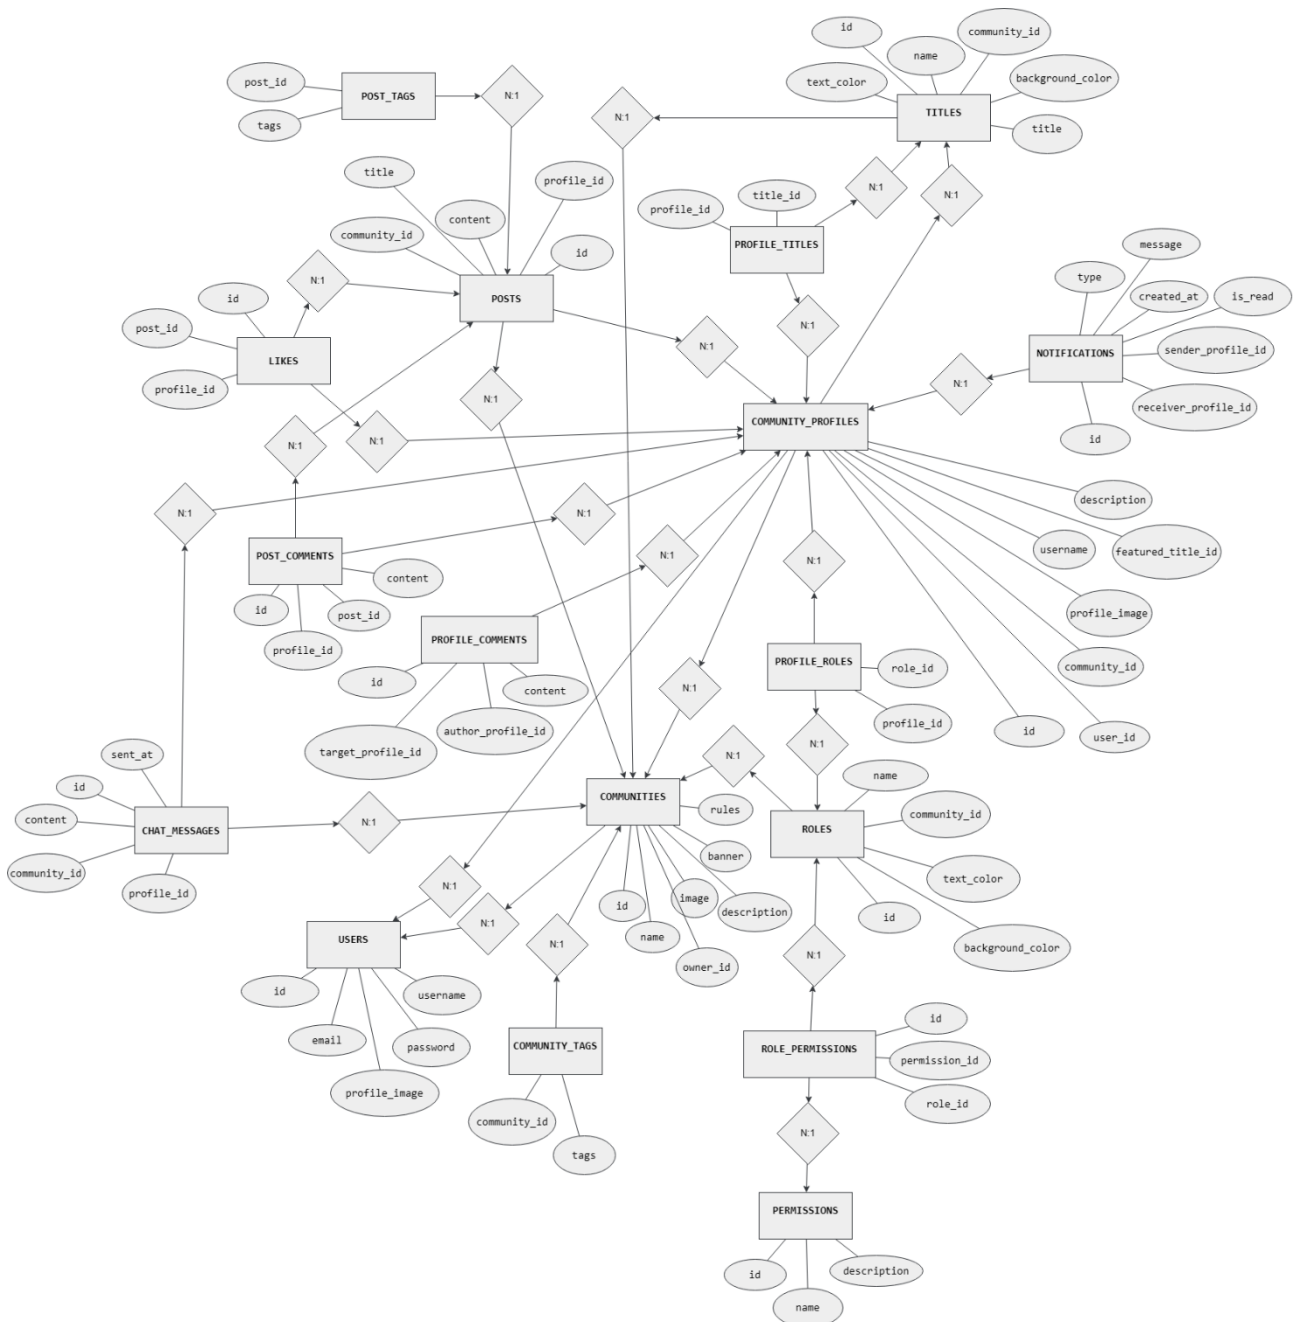 id
community_id
name
text_color
background_color
TITLES
title
N:1
post_id
POST_TAGS
N:1
tags
title
profile_id
content
community_id
id
POSTS
N:1
title_id
profile_id
PROFILE_TITLES
N:1
N:1
N:1
message
type
created_at
is_read
NOTIFICATIONS
sender_profile_id
receiver_profile_id
id
N:1
N:1
id
post_id
LIKES
profile_id
N:1
N:1
N:1
COMMUNITY_PROFILES
description
featured_title_id
username
profile_image
community_id
user_id
id
N:1
N:1
N:1
POST_COMMENTS
content
id
post_id
profile_id
N:1
N:1
PROFILE_COMMENTS
id
content
author_profile_id
target_profile_id
N:1
PROFILE_ROLES
role_id
profile_id
N:1
N:1
N:1
sent_at
id
content
CHAT_MESSAGES
community_id
profile_id
N:1
COMMUNITIES
rules
banner
image
description
id
name
owner_id
name
community_id
ROLES
text_color
id
background_color
N:1
N:1
USERS
id
username
email
password
profile_image
N:1
COMMUNITY_TAGS
community_id
tags
N:1
id
ROLE_PERMISSIONS
permission_id
role_id
N:1
PERMISSIONS
id
description
name